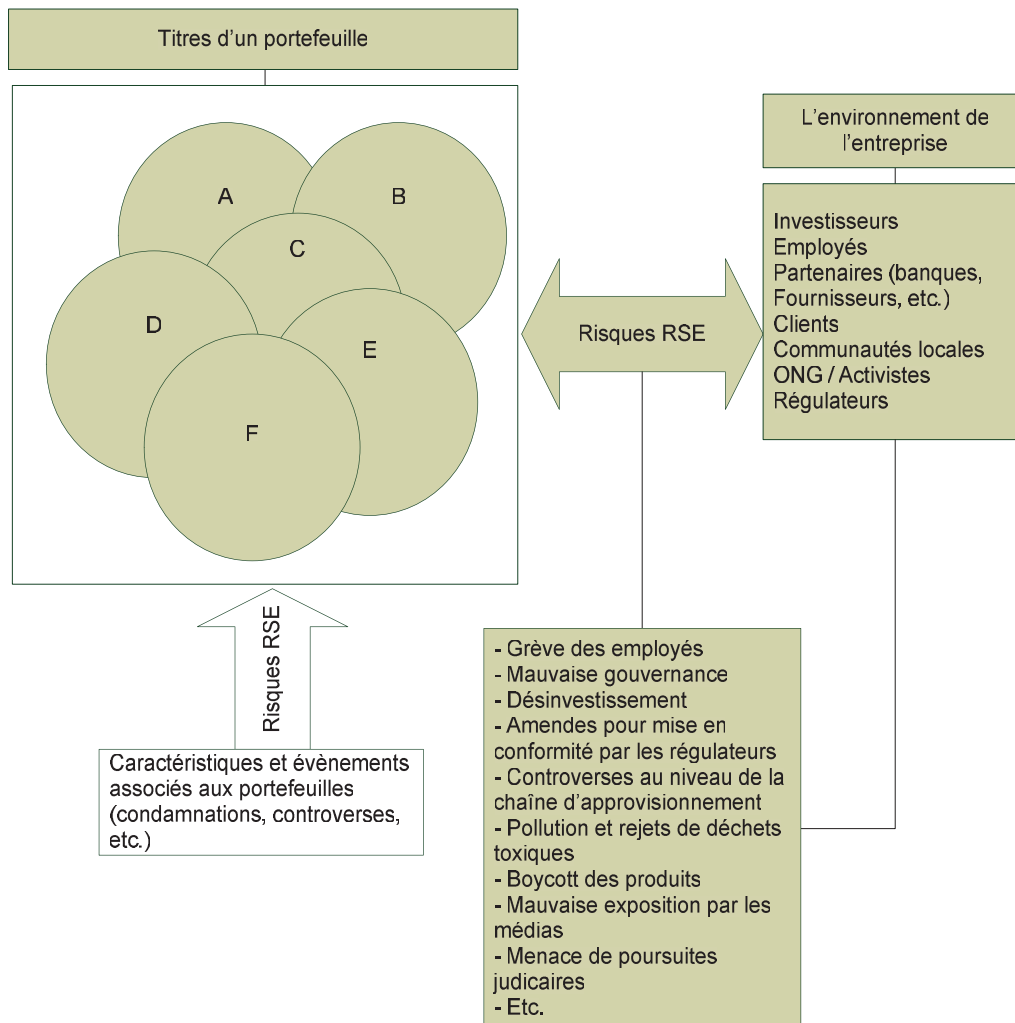 Titres d'un portefeuille
A
B
C
D
E
F
Risques RSE
L'environnement de
l'entreprise
Investisseurs
Employés
Partenaires (banques,
Fournisseurs, etc.)
Clients
Communautés locales
ONG / Activistes
Régulateurs
Risques RSE
Caractéristiques et évènements
associés aux portefeuilles
(condamnations, controverses,
etc.)
- Grève des employés
- Mauvaise gouvernance
- Désinvestissement
- Amendes pour mise en
conformité par les régulateurs
- Controverses au niveau de la
chaîne d'approvisionnement
- Pollution et rejets de déchets
toxiques
- Boycott des produits
- Mauvaise exposition par les
médias
- Menace de poursuites
judicaires
- Etc.